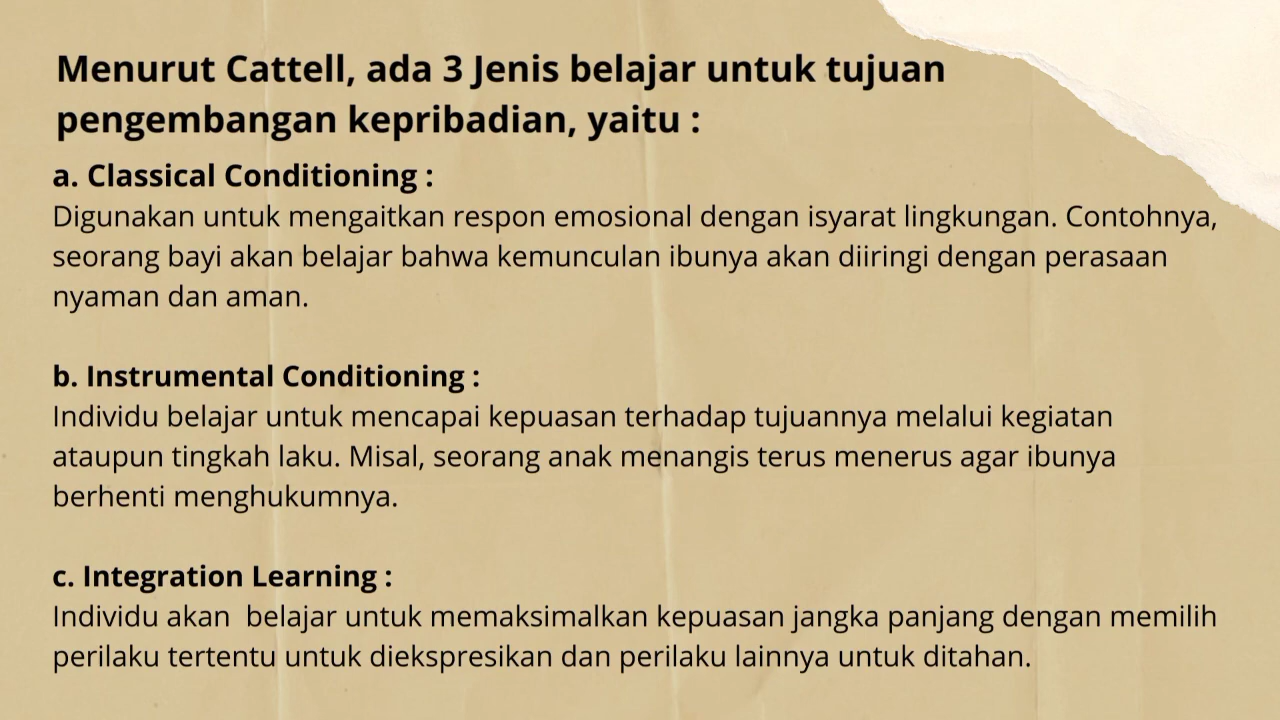 Menurut Cattell, ada 3 Jenis belajar untuk tujuan
pengembangan kepribadian, yaitu :
a. Classical Conditioning :
Digunakan untuk mengaitkan respon emosional dengan isyarat lingkungan. Contohnya,
seorang bayi akan belajar bahwa kemunculan ibunya akan diiringi dengan perasaan
nyaman dan aman.
b. Instrumental Conditioning :
Individu belajar untuk mencapai kepuasan terhadap tujuannya melalui kegiatan
ataupun tingkah laku. Misal, seorang anak menangis terus menerus agar ibunya
berhenti menghukumnya.
c. Integration Learning :
Individu akan  belajar untuk memaksimalkan kepuasan jangka panjang dengan memilih
perilaku tertentu untuk diekspresikan dan perilaku lainnya untuk ditahan.